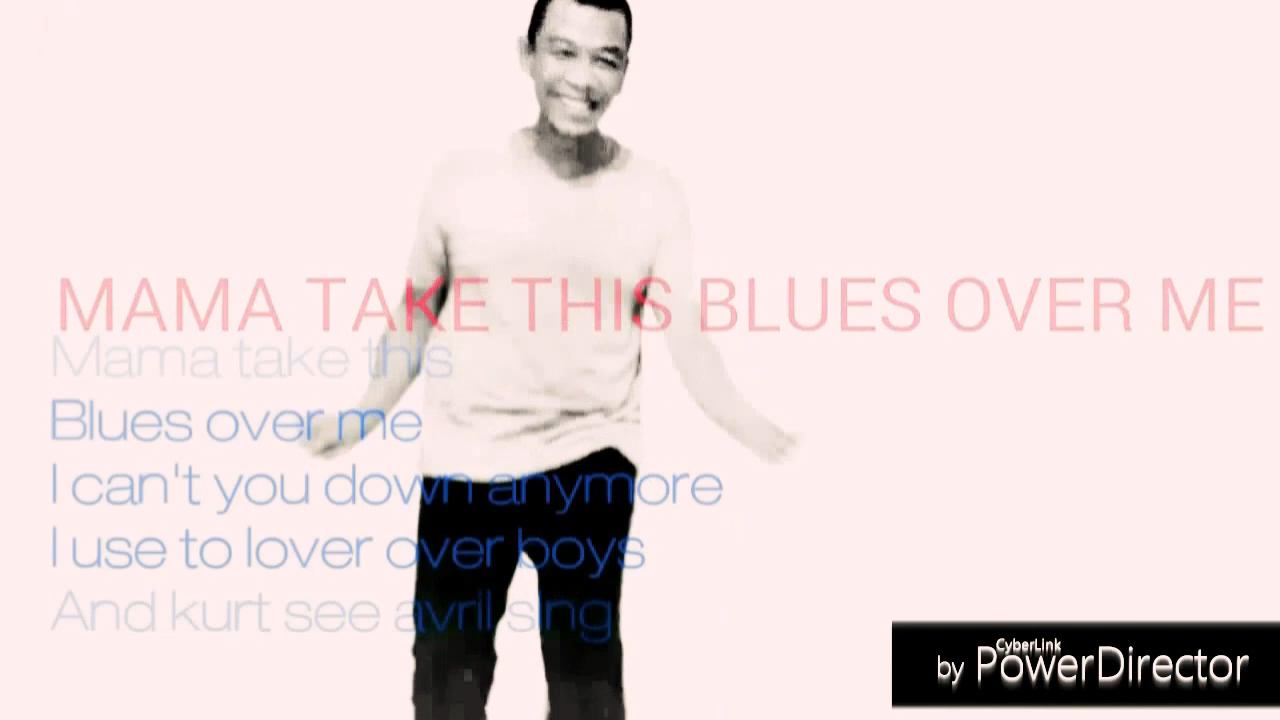 MAMA TAKE THIS BLUES OVER ME
Mama take this
Blues over me
I can't you down anymore
I use to lover over boys
And kurt see avril sing
CyberLink
by PowerDirector